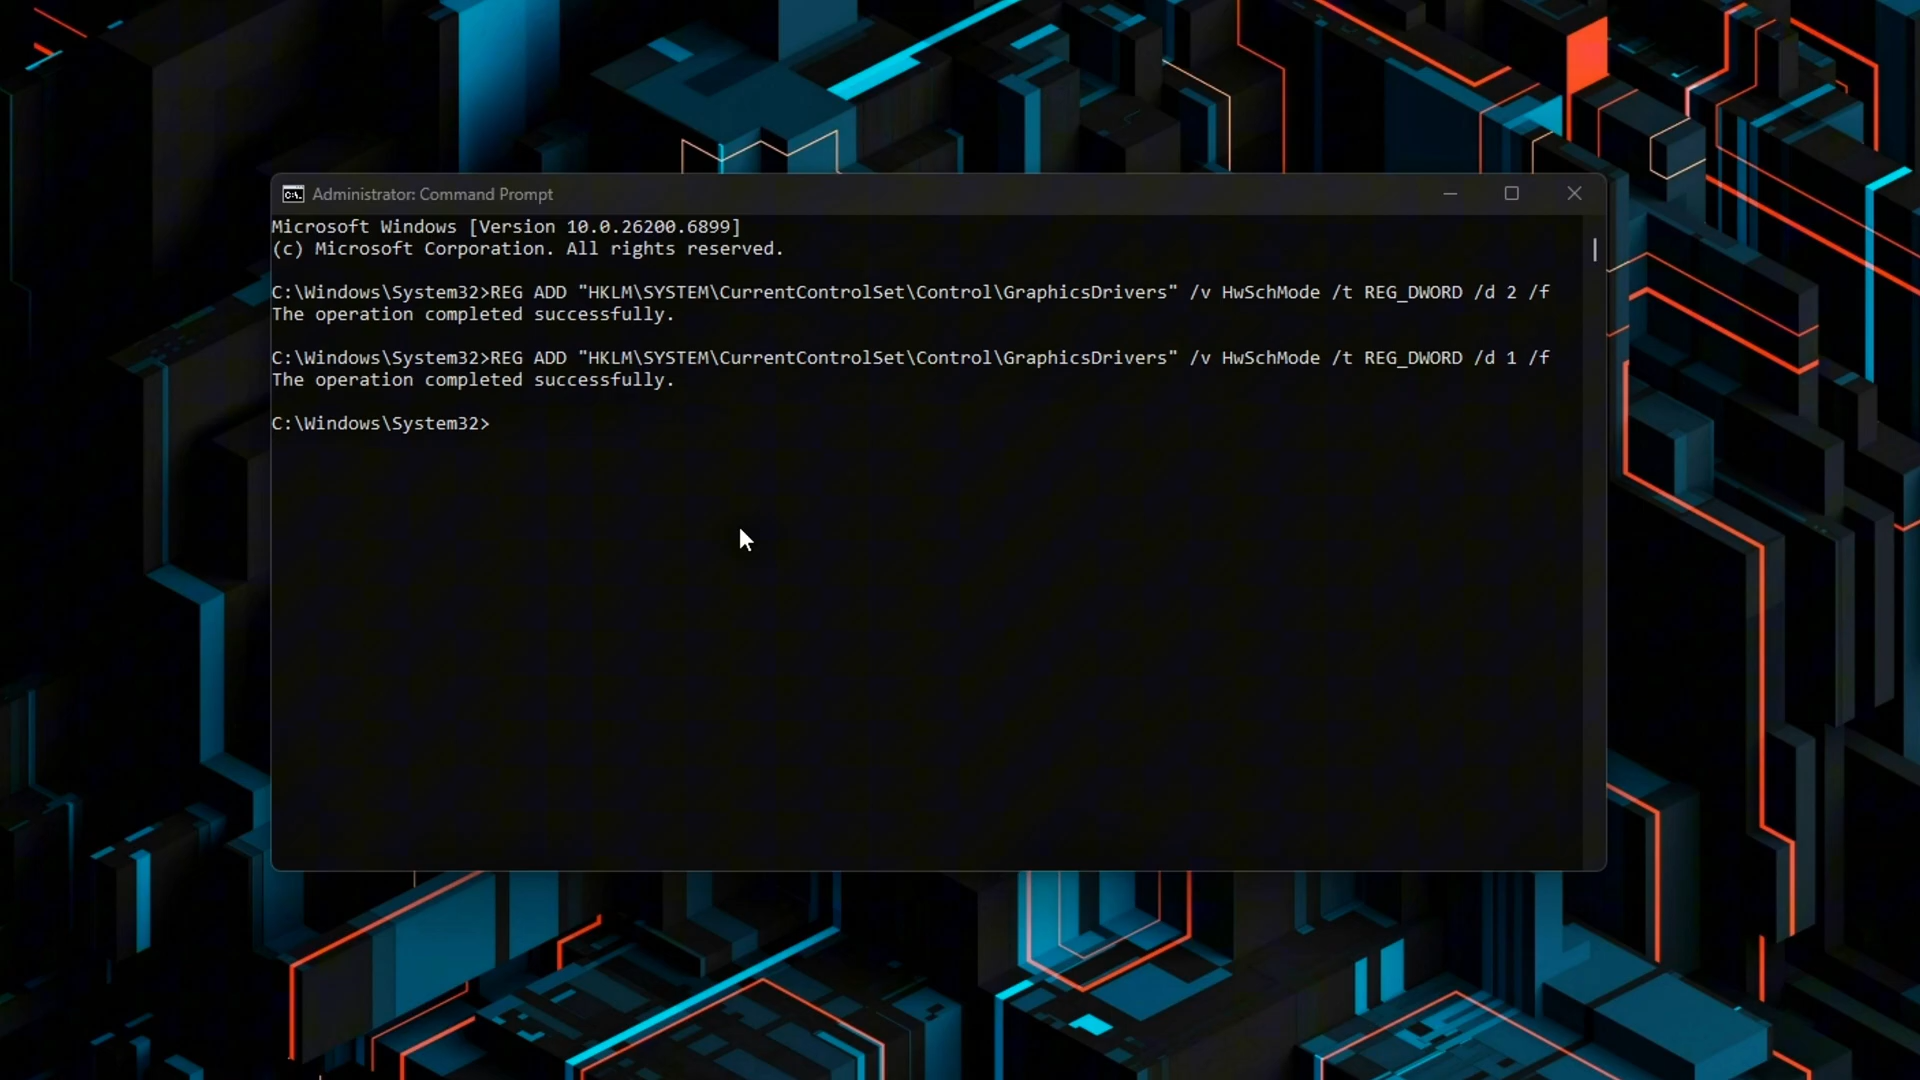 Administrator: Command Prompt
Microsoft Windows [Version 10.0.26200.6899]
(c) Microsoft Corporation. All rights reserved.
C:\Windows\System32>REG ADD "HKLM\SYSTEM\CurrentControlSet\Control\GraphicsDrivers" /v HwSchMode /t REG_DWORD /d 2 /f
The operation completed successfully.
C:\Windows\System32>REG ADD "HKLM\SYSTEM\CurrentControlSet\Control\GraphicsDrivers" /v HwSchMode /t REG_DWORD /d 1 /f
The operation completed successfully.
C:\Windows\System32>